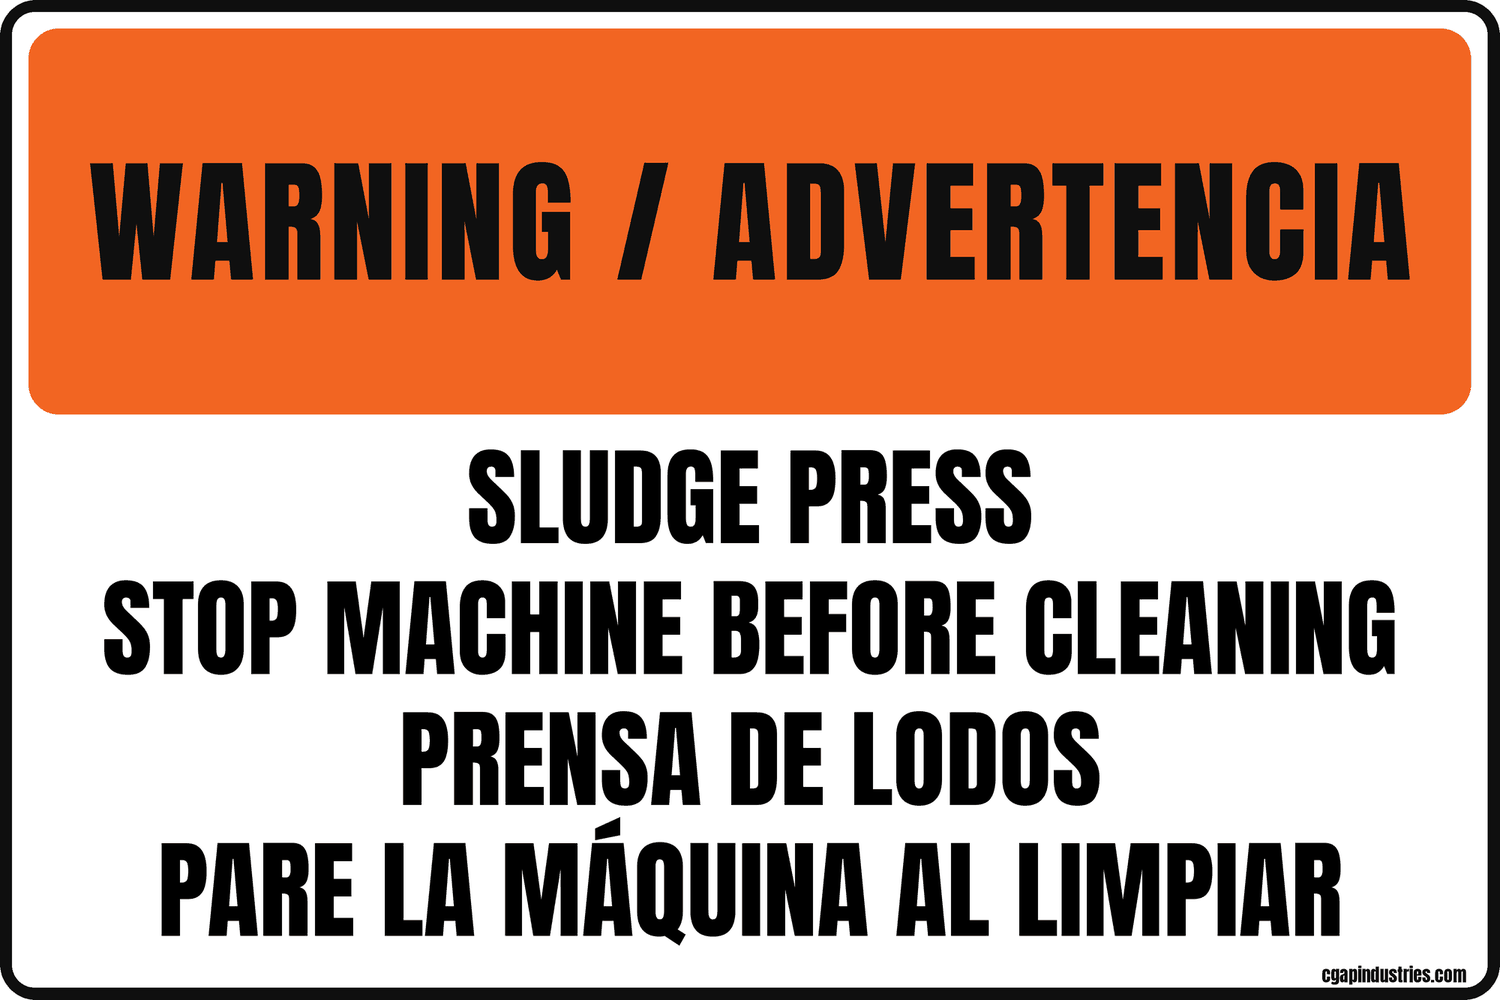 WARNING / ADVERTENCIA
SLUDGE PRESS
STOP MACHINE BEFORE CLEANING
PRENSA DE LODOS
PARE LA MÁQUINA AL LIMPIAR
cgapindustries.com